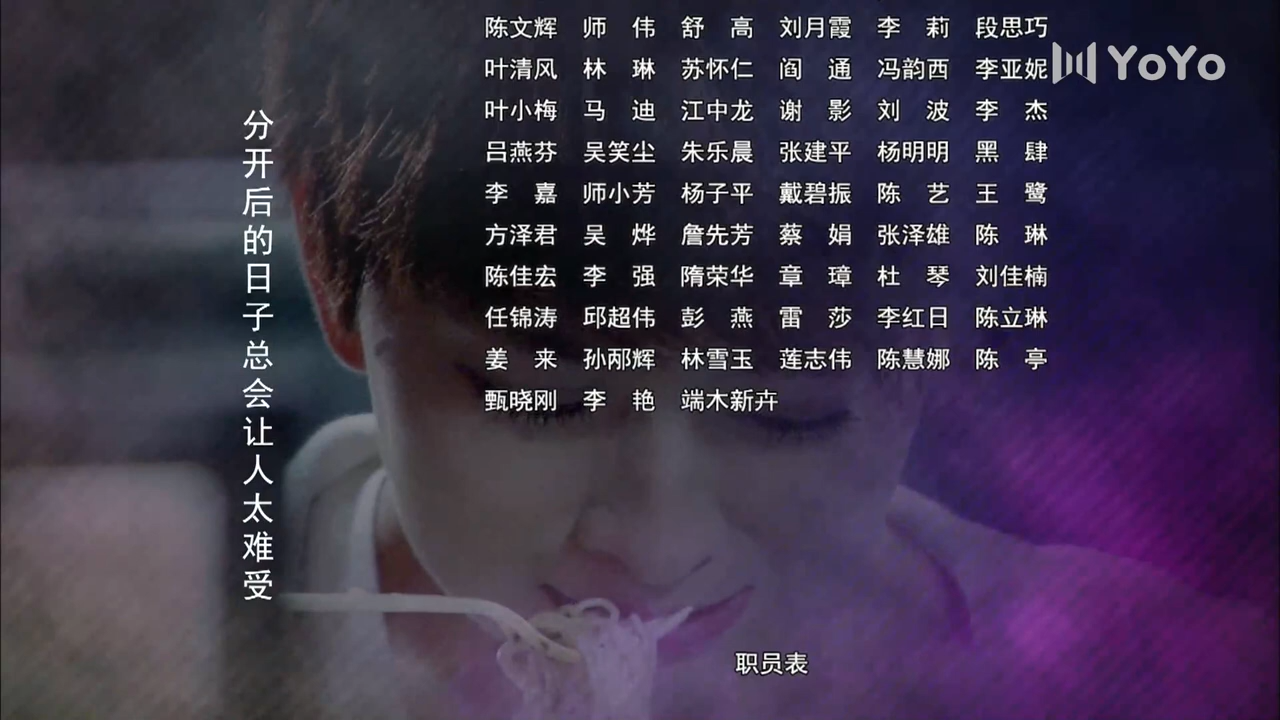 分开后的日子总会让人太难受
陈文辉 师 伟 舒 高 刘月霞 李 莉 段思巧
叶清风 林 琳 苏怀仁 阎 通 冯韵西 李亚妮
YoYo
叶小梅 马 迪 江中龙 谢 影 刘 波 李 杰
吕燕芬 吴笑尘 朱乐晨 张建平 杨明明 黑 肆
李 嘉 师小芳 杨子平 戴碧振 陈 艺 王 鹭
方泽君 吴 烨 詹先芳 蔡 娟 张泽雄 陈 琳
陈佳宏 李 强 隋荣华 章 璋 杜 琴 刘佳楠
任锦涛 邱超伟 彭 燕 雷 莎 李红日 陈立琳
姜 来 孙邴辉 林雪玉 莲志伟 陈慧娜 陈 亭
甄晓刚 李 艳 端木新卉
职员表